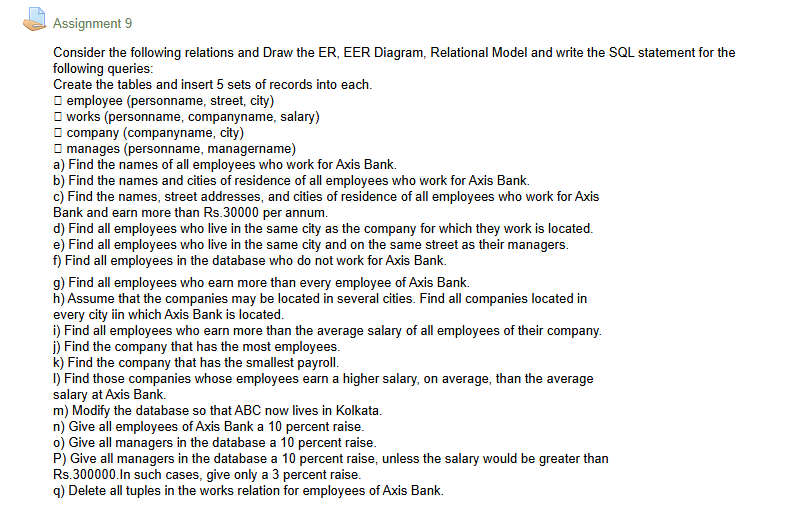 Assignment 9
Consider the following relations and Draw the ER, EER Diagram, Relational Model and write the SQL statement for the
following queries:
Create the tables and insert 5 sets of records into each.
▯ employee (personname, street, city)
▯ works (personname, companyname, salary)
▯ company (companyname, city)
▯ manages (personname, managername)
a) Find the names of all employees who work for Axis Bank.
b) Find the names and cities of residence of all employees who work for Axis Bank.
c) Find the names, street addresses, and cities of residence of all employees who work for Axis
Bank and earn more than Rs.30000 per annum.
d) Find all employees who live in the same city as the company for which they work is located.
e) Find all employees who live in the same city and on the same street as their managers.
f) Find all employees in the database who do not work for Axis Bank.
g) Find all employees who earn more than every employee of Axis Bank.
h) Assume that the companies may be located in several cities. Find all companies located in
every city iin which Axis Bank is located.
i) Find all employees who earn more than the average salary of all employees of their company.
j) Find the company that has the most employees.
k) Find the company that has the smallest payroll.
l) Find those companies whose employees earn a higher salary, on average, than the average
salary at Axis Bank.
m) Modify the database so that ABC now lives in Kolkata.
n) Give all employees of Axis Bank a 10 percent raise.
o) Give all managers in the database a 10 percent raise.
P) Give all managers in the database a 10 percent raise, unless the salary would be greater than
Rs.300000.In such cases, give only a 3 percent raise.
q) Delete all tuples in the works relation for employees of Axis Bank.